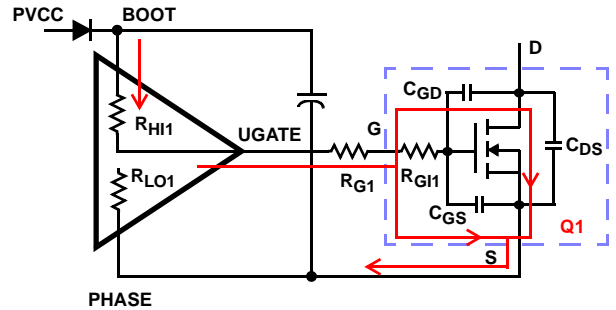 PVCC
BOOT
D
CGD
RHI1
UGATE
G
CDS
RLO1
RG1
RGI1
CGS
Q1
S
PHASE